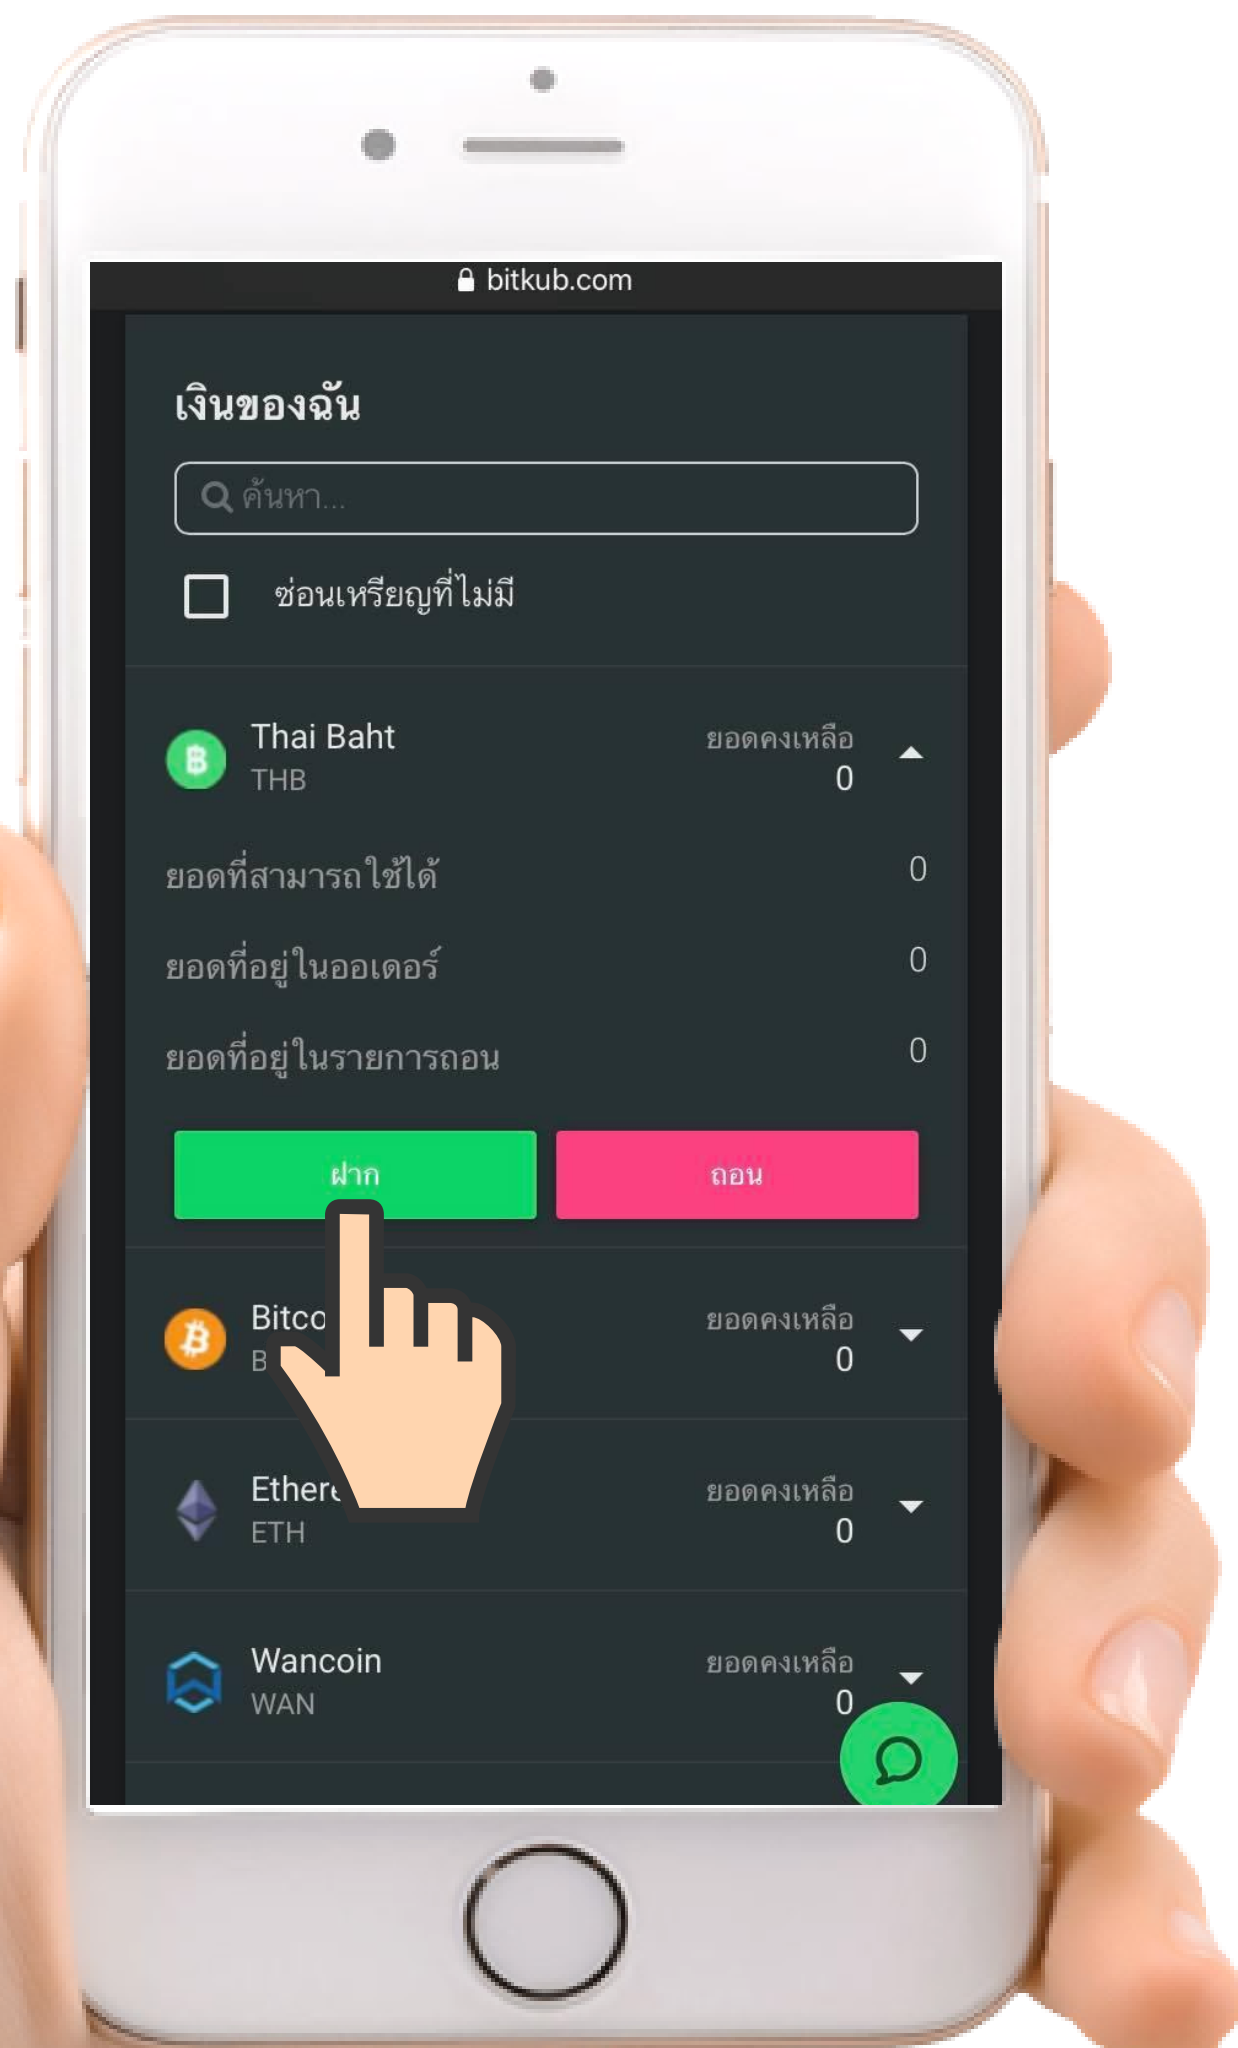 bitkub.com
เงินของฉัน
ค้นหา...
ซ่อนเหรียญที่ไม่มี
Thai Baht ยอดคงเหลือ
THB 0
ยอดที่สามารถใช้ได้ 0
ยอดที่อยู่ในออเดอร์ 0
ยอดที่อยู่ในรายการถอน 0
ฝาก ถอน
ยอดคงเหลือ
0
ยอดคงเหลือ
ETH 0
Wancoin ยอดคงเหลือ
WAN 0